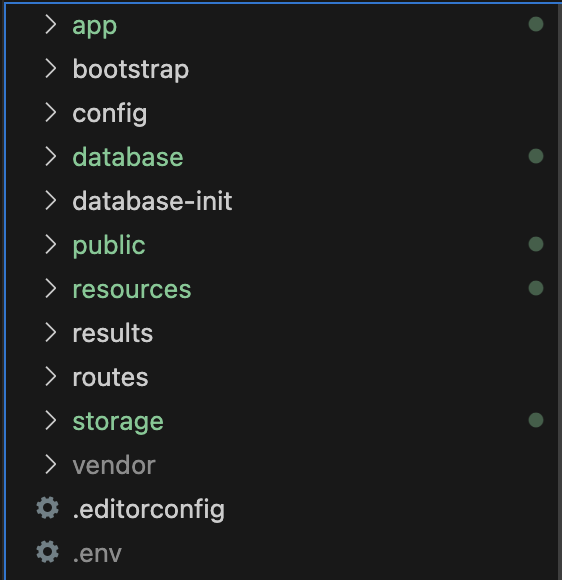 app
bootstrap
config
database
database-init
public
resources
results
routes
storage
vendor
.editorconfig
.env